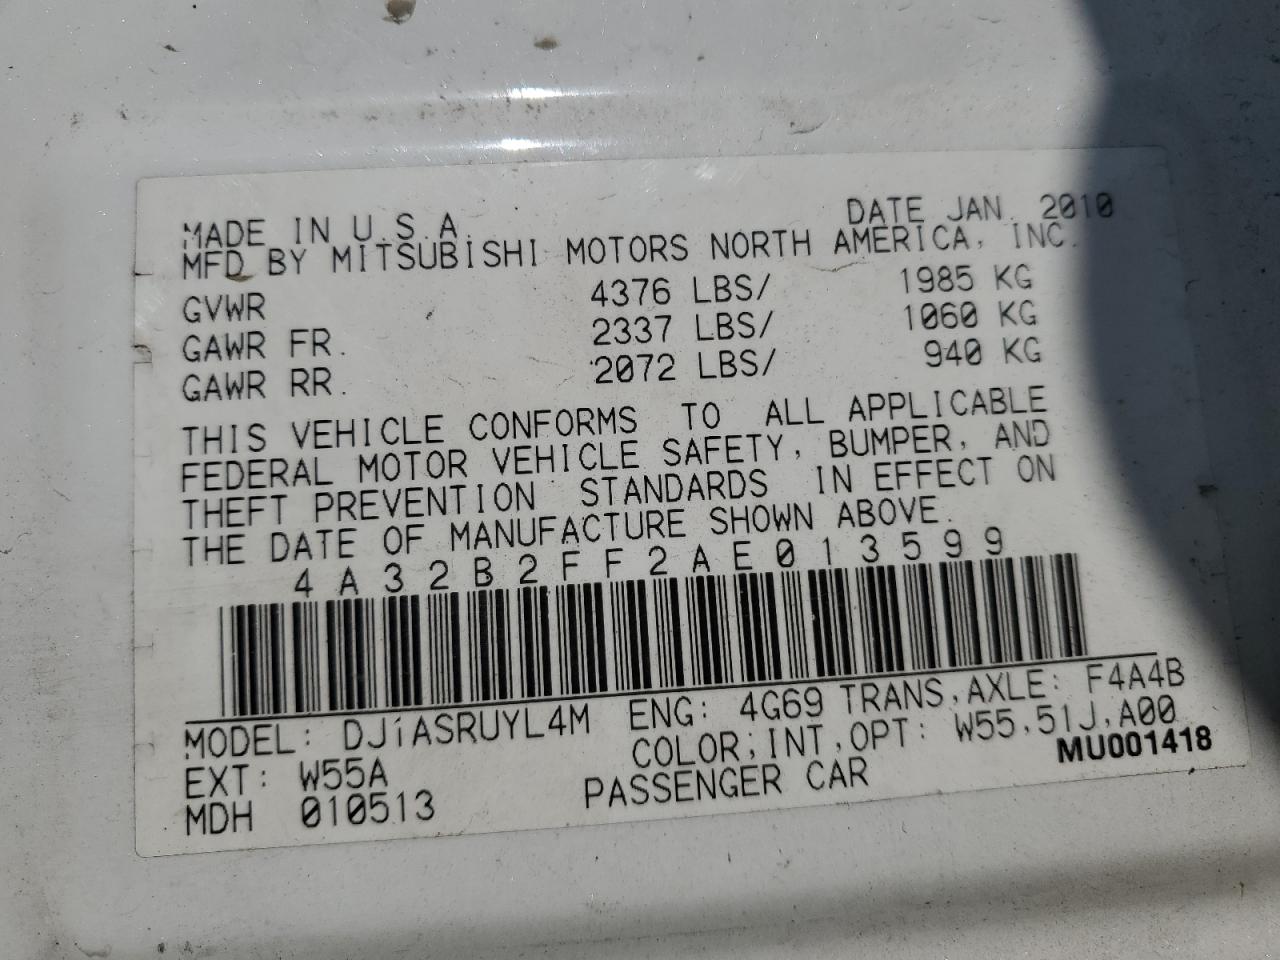 MADE IN U.S.A. DATE JAN. 2010
MFD BY MITSUBISHI MOTORS NORTH AMERICA, INC.
GVWR 4376 LBS/ 1985 KG
GAWR FR. 2337 LBS/ 1060 KG
GAWR RR. 2072 LBS/ 940 KG
THIS VEHICLE CONFORMS TO ALL APPLICABLE
FEDERAL MOTOR VEHICLE SAFETY, BUMPER, AND
THEFT PREVENTION STANDARDS IN EFFECT ON
THE DATE OF MANUFACTURE SHOWN ABOVE.
4A32B2FF2AE013599
MODEL: DJ1ASRUYL4M ENG: 4G69 TRANS,AXLE: F4A4B
EXT: W55A COLOR,INT,OPT: W55,51J,A00
MDH 010513 PASSENGER CAR MU001418